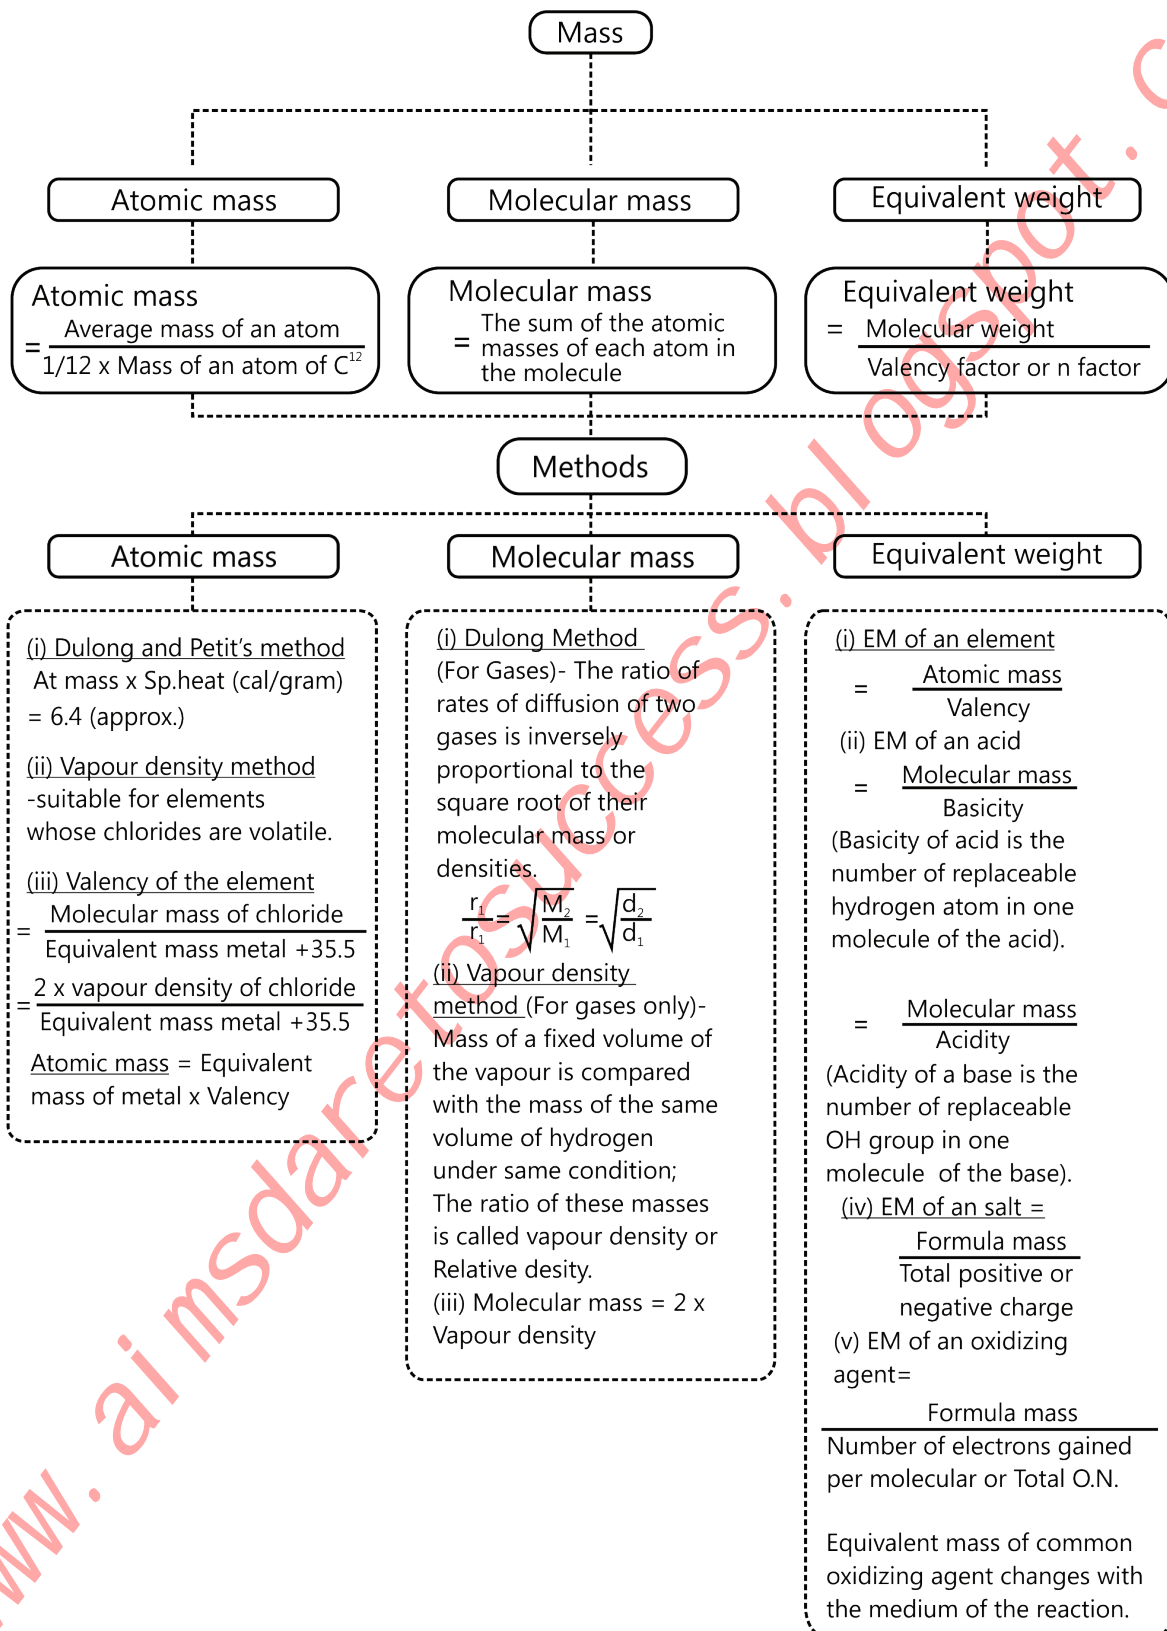 Mass
Atomic mass
Molecular mass
Equivalent weight
Atomic mass
= Average mass of an atom
1/12 x Mass of an atom of C¹²
Molecular mass
= The sum of the atomic
masses of each atom in
the molecule
Equivalent weight
= Molecular weight
Valency factor or n factor
Methods
Atomic mass
Molecular mass
Equivalent weight
(i) Dulong and Petit's method
At mass x Sp.heat (cal/gram)
= 6.4 (approx.)
(ii) Vapour density method
-suitable for elements
whose chlorides are volatile.
(iii) Valency of the element
= Molecular mass of chloride
Equivalent mass metal +35.5
= 2 x vapour density of chloride
Equivalent mass metal +35.5
Atomic mass = Equivalent
mass of metal x Valency
(i) Dulong Method
(For Gases)- The ratio of
rates of diffusion of two
gases is inversely
proportional to the
square root of their
molecular mass or
densities.
r₁/r₁ = √M₂/M₁ = √d₂/d₁
(ii) Vapour density
method (For gases only)-
Mass of a fixed volume of
the vapour is compared
with the mass of the same
volume of hydrogen
under same condition;
The ratio of these masses
is called vapour density or
Relative desity.
(iii) Molecular mass = 2 x
Vapour density
(i) EM of an element
= Atomic mass
Valency
(ii) EM of an acid
= Molecular mass
Basicity
(Basicity of acid is the
number of replaceable
hydrogen atom in one
molecule of the acid).
= Molecular mass
Acidity
(Acidity of a base is the
number of replaceable
OH group in one
molecule of the base).
(iv) EM of an salt =
Formula mass
Total positive or
negative charge
(v) EM of an oxidizing
agent=
Formula mass
Number of electrons gained
per molecular or Total O.N.
Equivalent mass of common
oxidizing agent changes with
the medium of the reaction.
ww.aimsdaretosuccess.blogspot.c